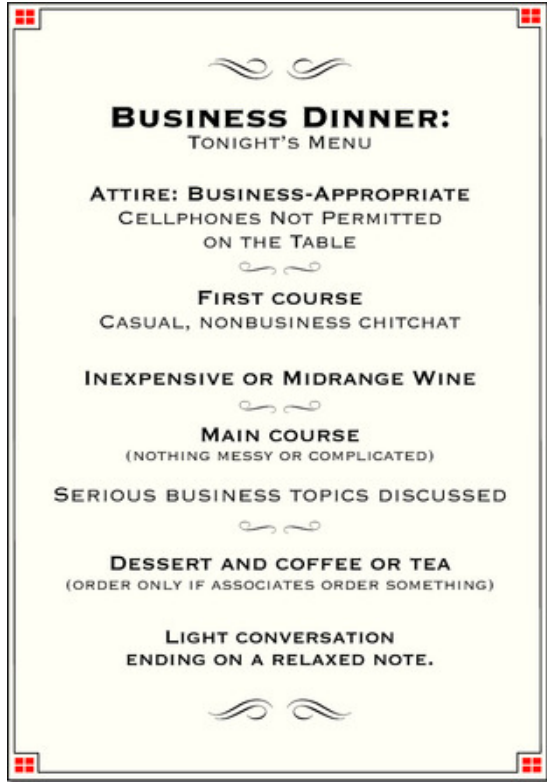 BUSINESS DINNER:
TONIGHT'S MENU
ATTIRE: BUSINESS-APPROPRIATE
CELLPHONES NOT PERMITTED
ON THE TABLE
FIRST COURSE
CASUAL, NONBUSINESS CHITCHAT
INEXPENSIVE OR MIDRANGE WINE
MAIN COURSE
(NOTHING MESSY OR COMPLICATED)
SERIOUS BUSINESS TOPICS DISCUSSED
DESSERT AND COFFEE OR TEA
(ORDER ONLY IF ASSOCIATES ORDER SOMETHING)
LIGHT CONVERSATION
ENDING ON A RELAXED NOTE.